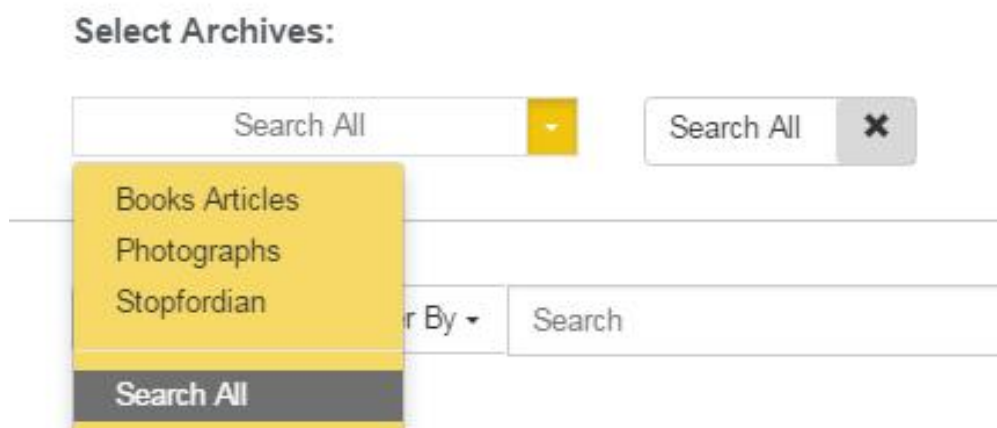 Select Archives:
Search All
Search All ✖
Books Articles
Photographs
Stopfordian
r By
Search
Search All